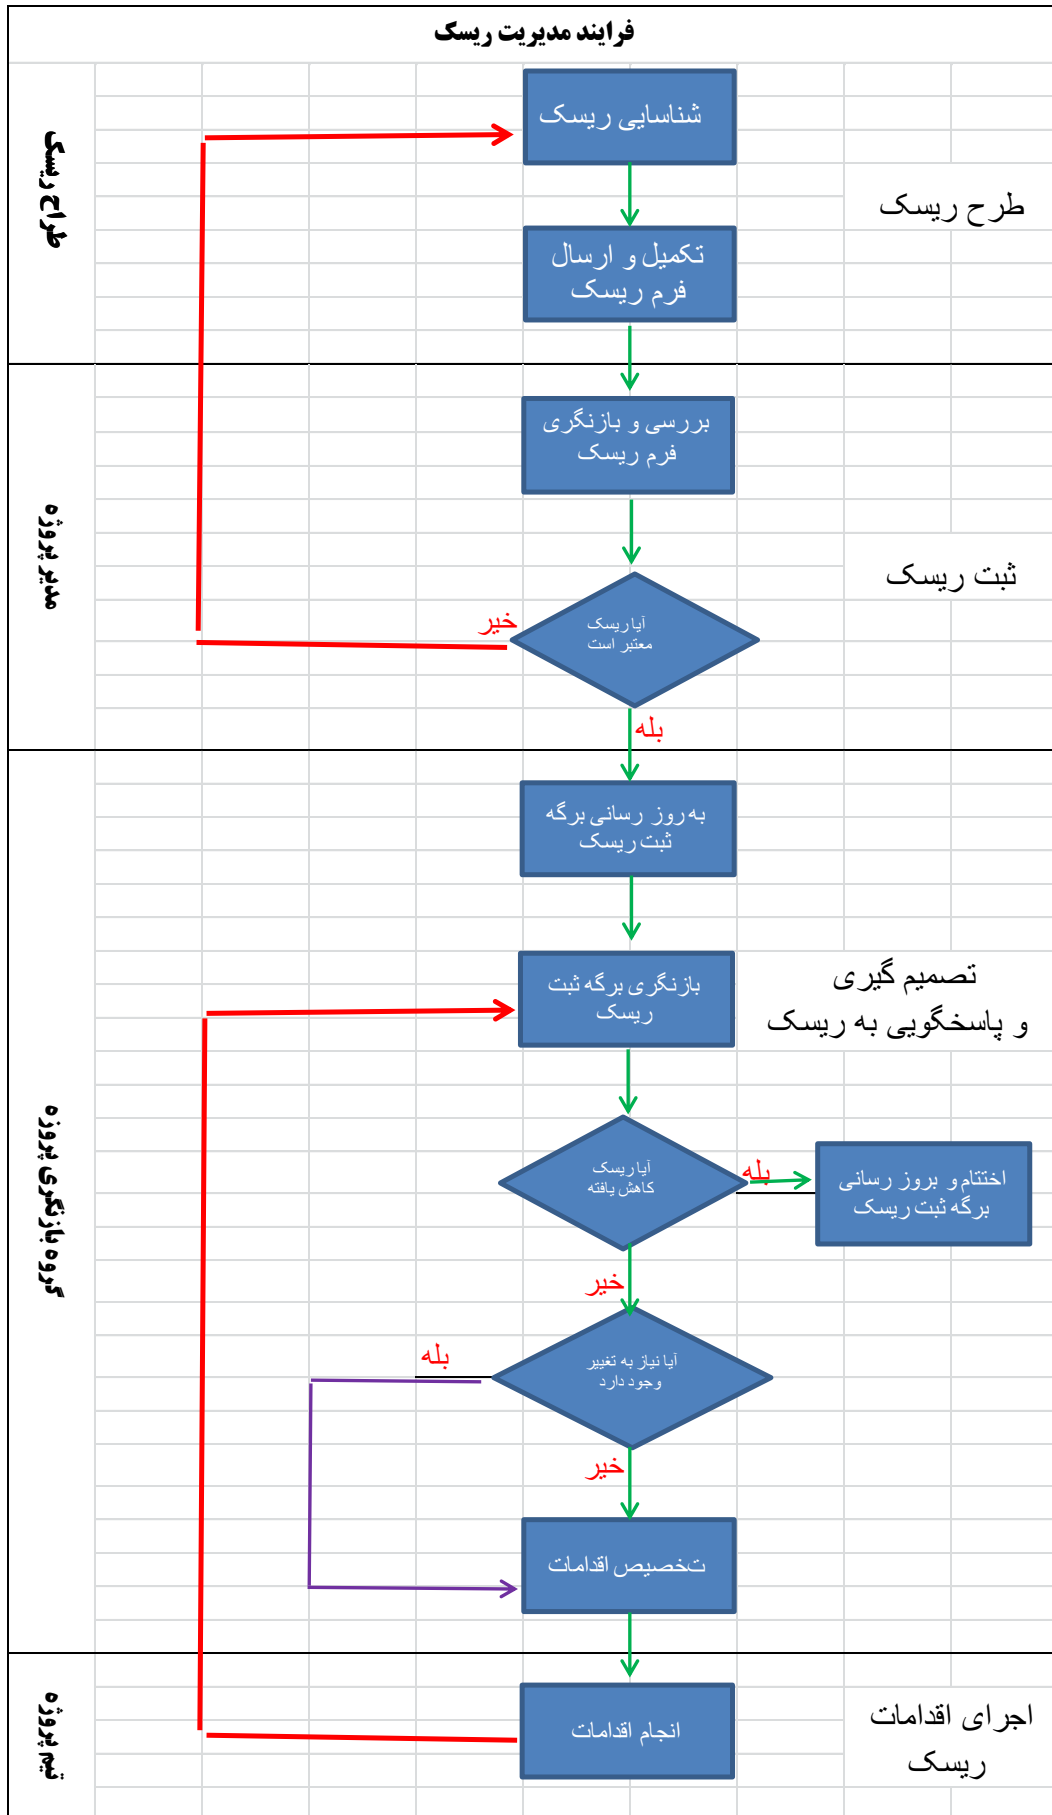 فرایند مدیریت ریسک
طراح ریسک
شناسایی ریسک
طرح ریسک
تکمیل و ارسال
فرم ریسک
مدیر پروژه
بررسی و بازنگری
فرم ریسک
ثبت ریسک
آیا ریسک
معتبر است
خیر
بله
گروه بازنگری پروزه
به روز رسانی برگه
ثبت ریسک
تصمیم گیری
و پاسخگویی به ریسک
بازنگری برگه ثبت
ریسک
آیا ریسک
کاهش یافته
بله
اختتام و بروز رسانی
برگه ثبت ریسک
خیر
آیا نیاز به تغییر
وجود دارد
بله
خیر
تخصیص اقدامات
تیم پروژه
انجام اقدامات
اجرای اقدامات
ریسک